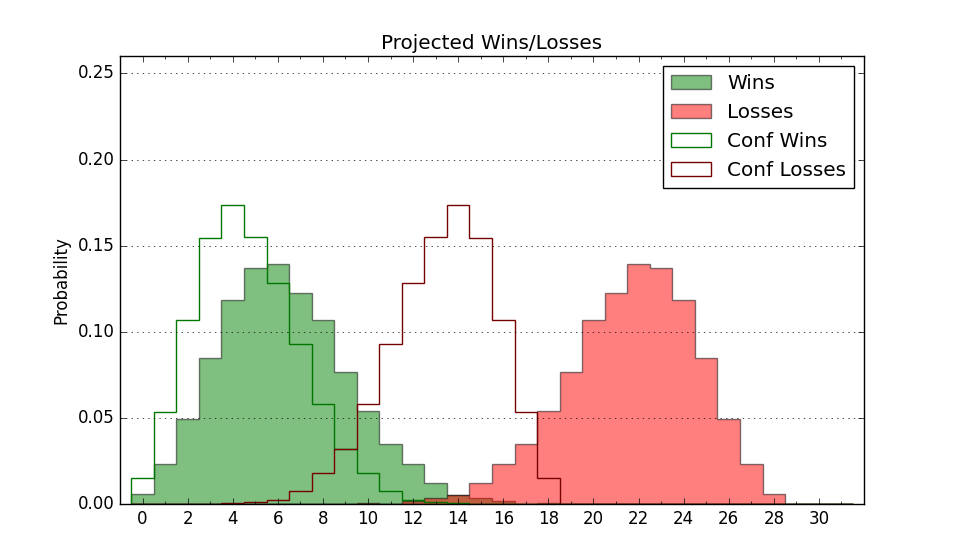 Projected Wins/Losses
0.25
0.20
0.15
0.10
0.05
0.00
Probability
Wins
Losses
Conf Wins
Conf Losses
0 2 4 6 8 10 12 14 16 18 20 22 24 26 28 30